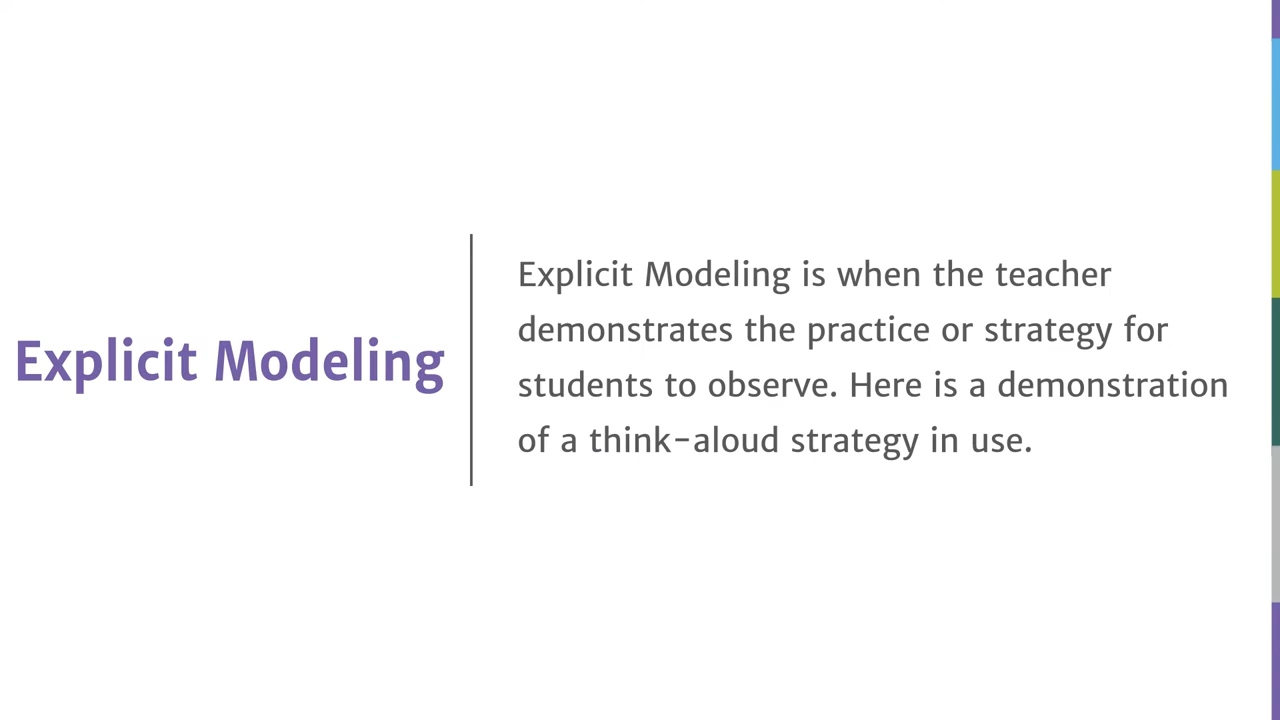 Explicit Modeling
Explicit Modeling is when the teacher
demonstrates the practice or strategy for
students to observe. Here is a demonstration
of a think-aloud strategy in use.